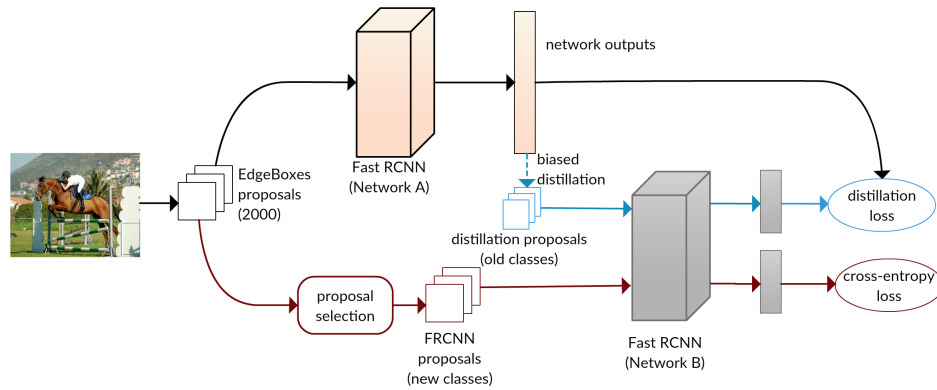 network outputs
Fast RCNN
(Network A)
EdgeBoxes
proposals
(2000)
biased
distillation
distillation proposals
(old classes)
distillation
loss
proposal
selection
FRCNN
proposals
(new classes)
Fast RCNN
(Network B)
cross-entropy
loss